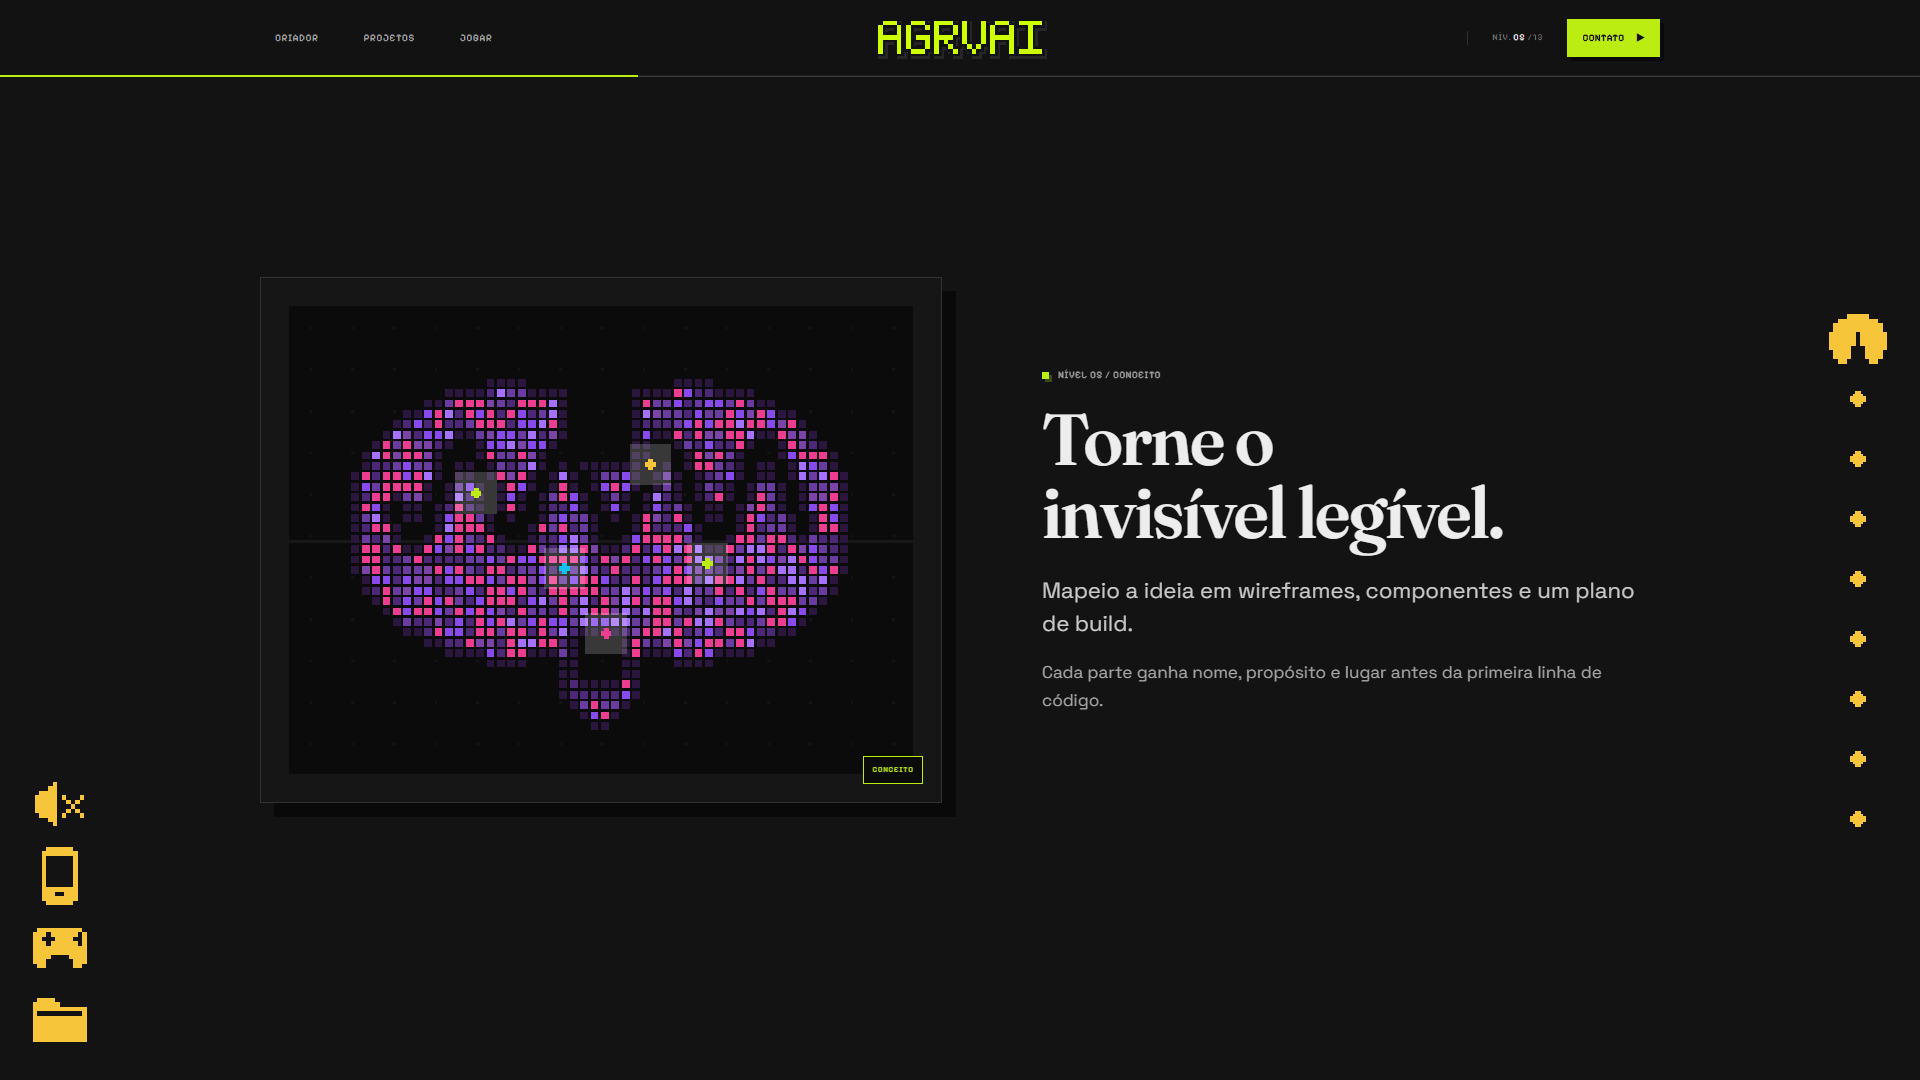 CRIADOR
PROJETOS
JOGAR
AGRVAI
NÍV. 05 /13
CONTATO
NÍVEL 05 / CONCEITO
Torne o
invisível legível.
Mapeio a ideia em wireframes, componentes e um plano
de build.
Cada parte ganha nome, propósito e lugar antes da primeira linha de
código.
CONCEITO